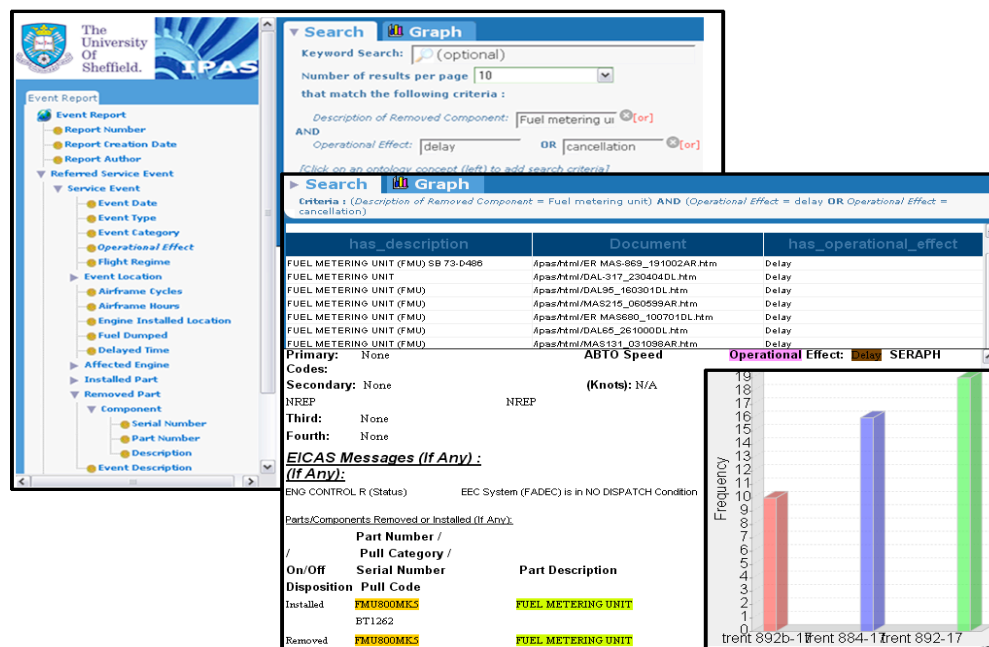 The
University
Of
Sheffield.
IPAS
Event Report
Event Report
Report Number
Report Creation Date
Report Author
Referred Service Event
Service Event
Event Date
Event Type
Event Category
Operational Effect
Flight Regime
Event Location
Airframe Cycles
Airframe Hours
Engine Installed Location
Fuel Dumped
Delayed Time
Affected Engine
Installed Part
Removed Part
Component
Serial Number
Part Number
Description
Event Description
Search Graph
Keyword Search: (optional)
Number of results per page 10
that match the following criteria :
Description of Removed Component: Fuel metering [or]
AND
Operational Effect: delay OR cancellation [or]
[Click on an ontology concept (left) to add search criteria]
Search Graph
Criteria : (Description of Removed Component = Fuel metering unit) AND (Operational Effect = delay OR Operational Effect =
cancellation)
has_description Document has_operational_effect
FUEL METERING UNIT (FMU) SB 73-D486 /ipas/html/ER MAS-869_191002AR.htm Delay
FUEL METERING UNIT /ipas/html/DAL-317_230404DL.htm Delay
FUEL METERING UNIT (FMU) /ipas/html/DAL95_160301DL.htm Delay
FUEL METERING UNIT (FMU) /ipas/html/MAS215_060599AR.htm Delay
FUEL METERING UNIT (FMU) /ipas/html/ER MAS680_100701DL.htm Delay
FUEL METERING UNIT (FMU) /ipas/html/DAL65_261000DL.htm Delay
FUEL METERING UNIT (FMU) /ipas/html/MAS131_031098AR.htm Delay
Primary: None ABTO Speed Operational Effect: Delay SERAPH
Codes:
Secondary: None (Knots): N/A
NREP NREP
Third: None
Fourth: None
EICAS Messages (If Any) :
(If Any):
ENG CONTROL R (Status) EEC System (FADEC) is in NO DISPATCH Condition
Parts/Components Removed or Installed (If Any):
Part Number /
/ Pull Category /
On/Off Serial Number Part Description
Disposition Pull Code
Installed FMU800MK5 FUEL METERING UNIT
BT1262
Removed FMU800MK5 FUEL METERING UNIT
19
18
17
16
15
14
13
12
11
10
9
8
7
6
5
4
3
2
1
0
Frequency
trent 892b-17 trent 884-17 trent 892-17